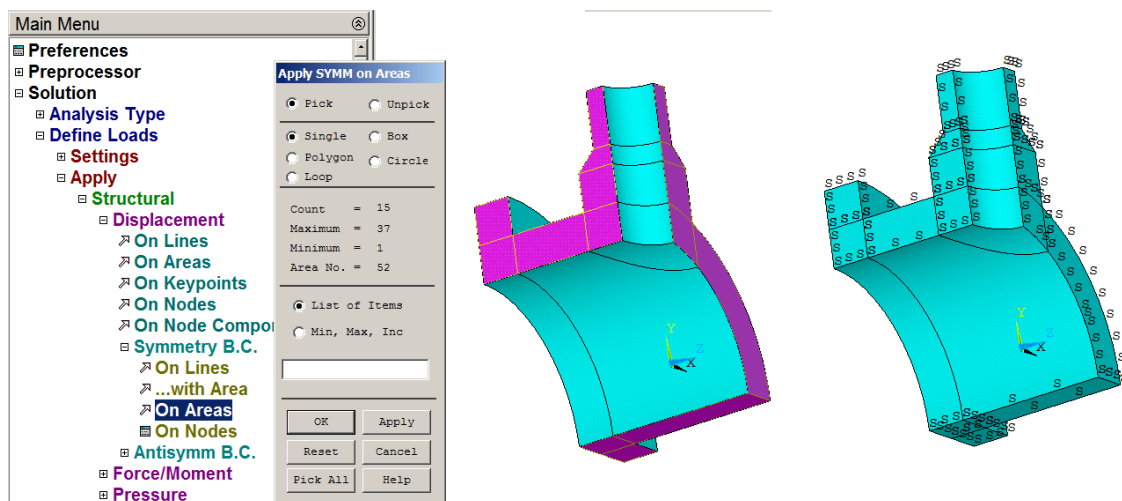 Main Menu
Preferences
Preprocessor
Solution
Analysis Type
Define Loads
Settings
Apply
Structural
Displacement
On Lines
On Areas
On Keypoints
On Nodes
On Node Compor
Symmetry B.C.
On Lines
...with Area
On Areas
On Nodes
Antisymm B.C.
Force/Moment
Pressure
Apply SYMM on Areas
Pick Unpick
Single Box
Polygon Circle
Loop
Count = 15
Maximum = 37
Minimum = 1
Area No. = 52
List of Items
Min, Max, Inc
OK Apply
Reset Cancel
Pick All Help
Y
Z
X
Y
Z
X